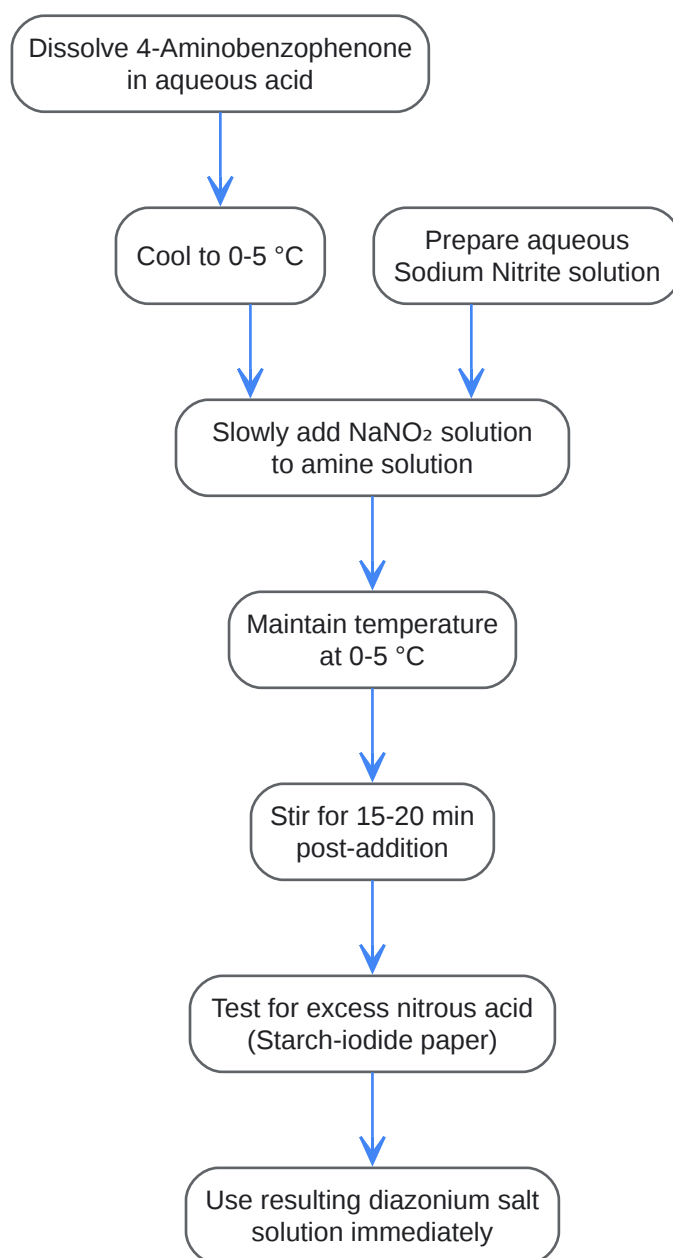 Dissolve 4-Aminobenzophenone
in aqueous acid
Cool to 0-5 °C
Prepare aqueous
Sodium Nitrite solution
Slowly add NaNO₂ solution
to amine solution
Maintain temperature
at 0-5 °C
Stir for 15-20 min
post-addition
Test for excess nitrous acid
(Starch-iodide paper)
Use resulting diazonium salt
solution immediately